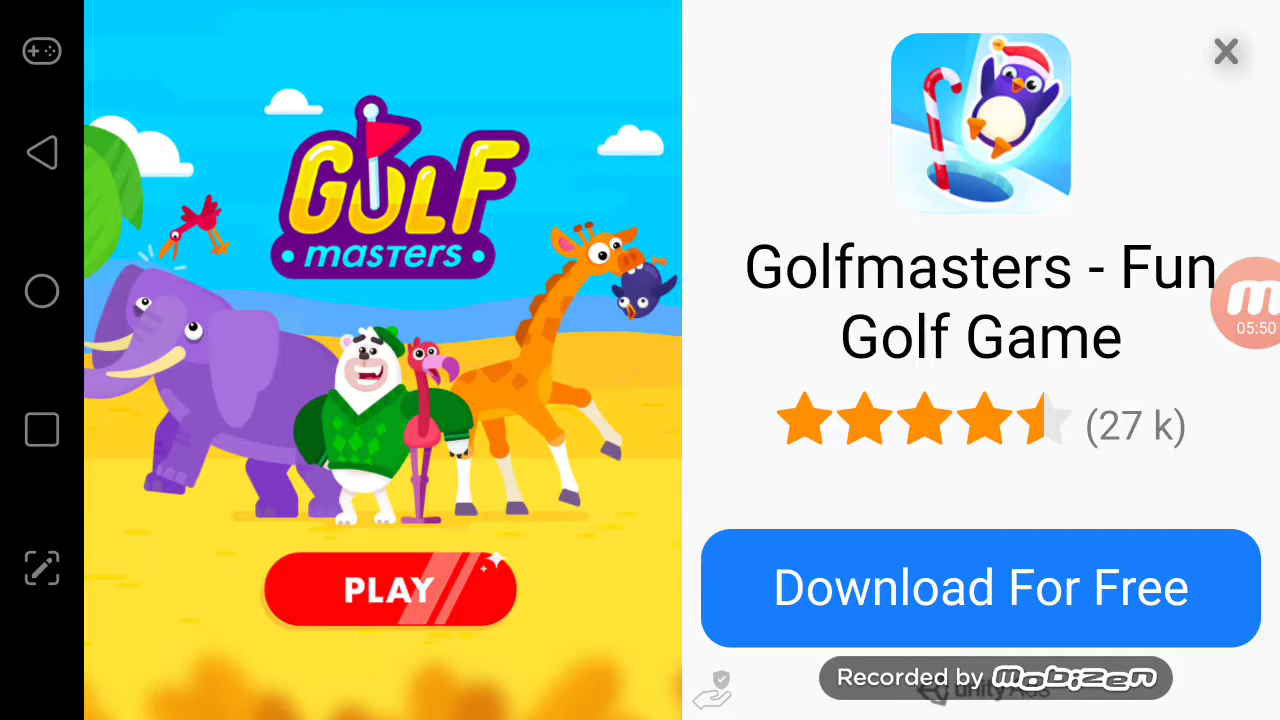 GOLF
masters
PLAY
Golfmasters - Fun
Golf Game
(27 k)
05:50
Download For Free
Recorded by mobizen